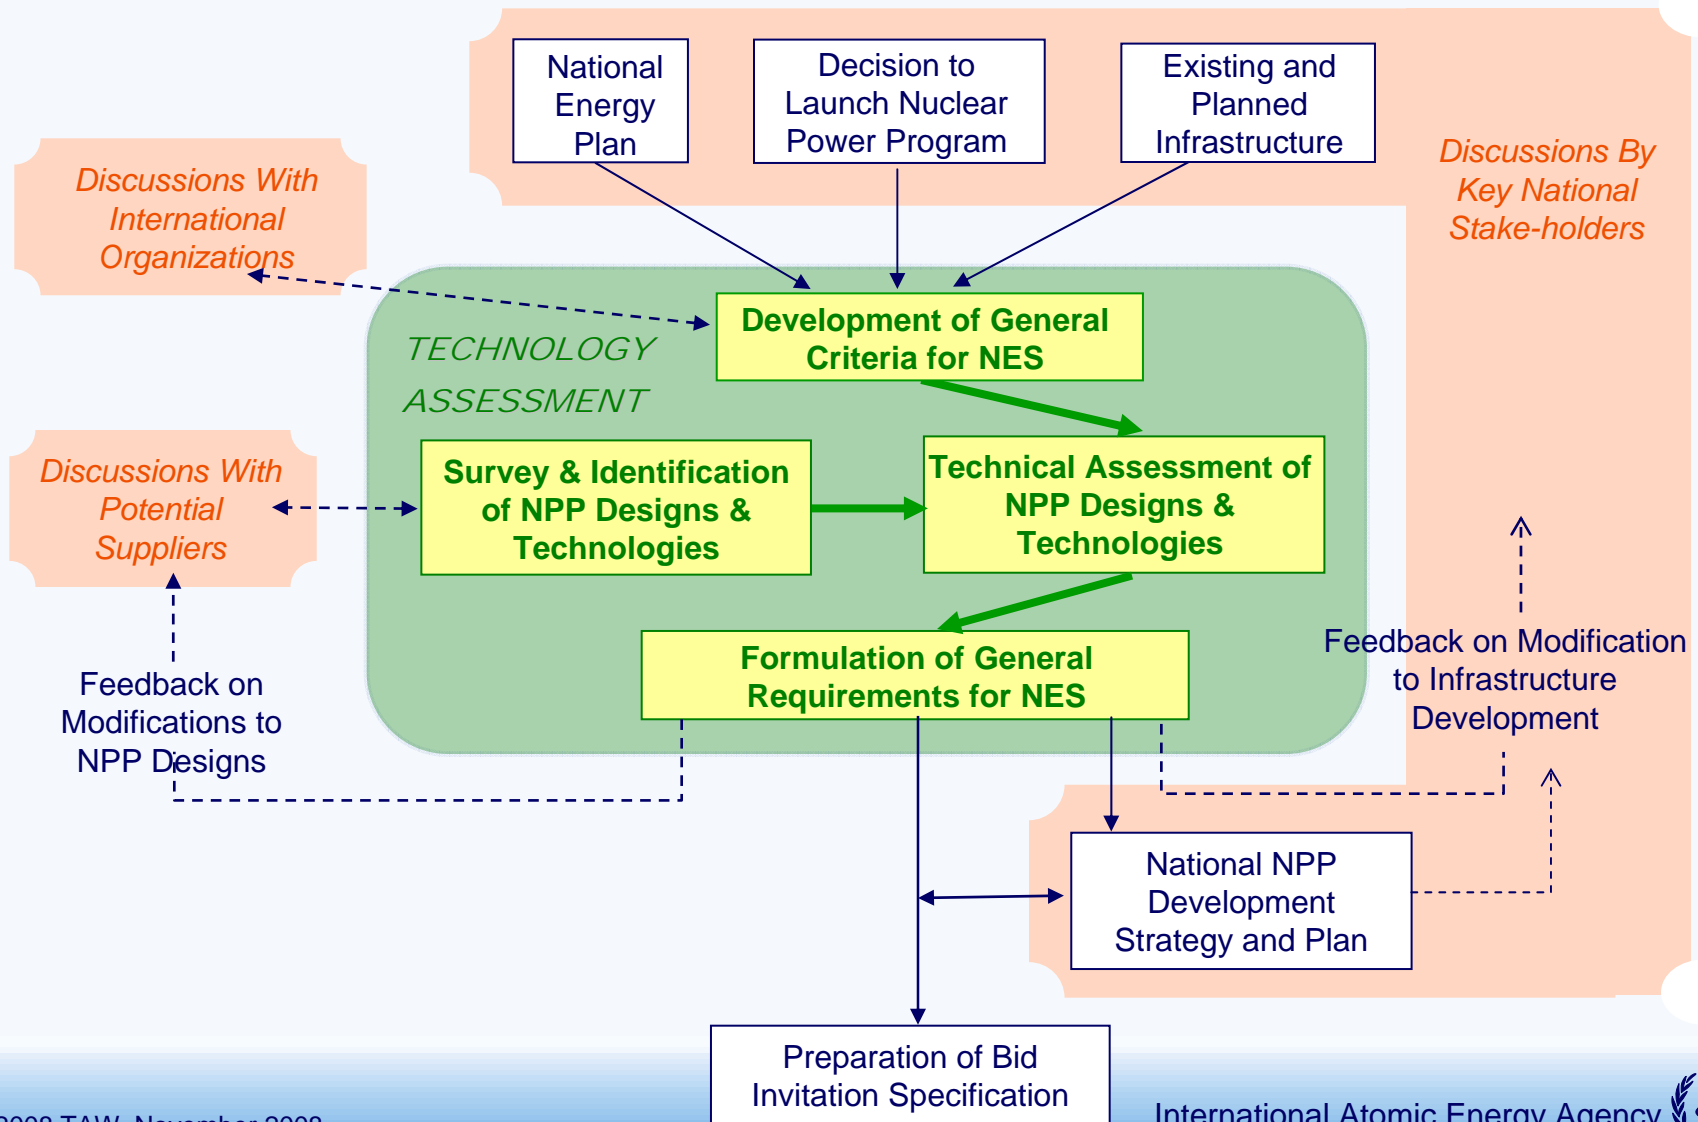 National
Energy
Plan
Decision to
Launch Nuclear
Power Program
Existing and
Planned
Infrastructure
Discussions By
Key National
Stake-holders
Discussions With
International
Organizations
TECHNOLOGY
ASSESSMENT
Development of General
Criteria for NES
Discussions With
Potential
Suppliers
Survey & Identification
of NPP Designs &
Technologies
Technical Assessment of
NPP Designs &
Technologies
Formulation of General
Requirements for NES
Feedback on
Modifications to
NPP Designs
Feedback on Modification
to Infrastructure
Development
National NPP
Development
Strategy and Plan
Preparation of Bid
Invitation Specification
2008 TAW, November 2008
International Atomic Energy Agency